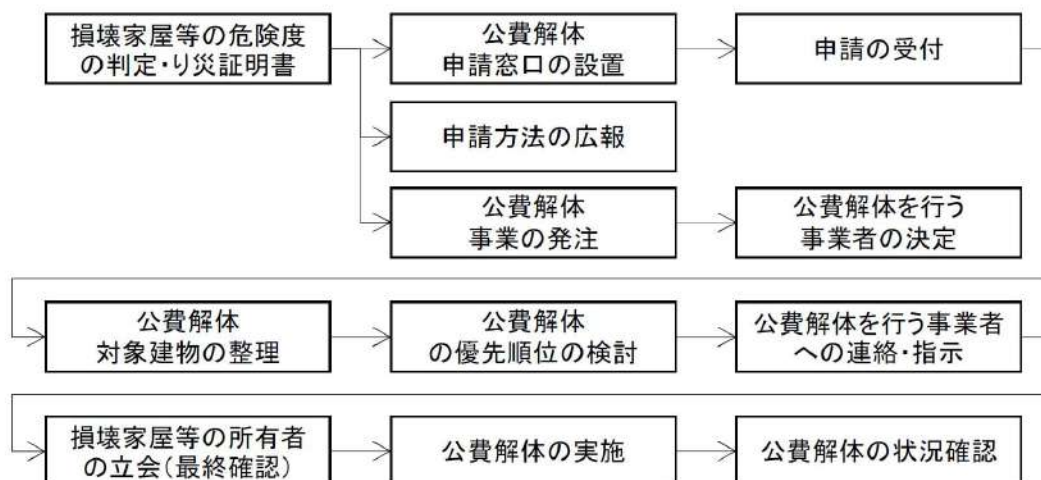 損壊家屋等の危険度
の判定・り災証明書
公費解体
申請窓口の設置
申請の受付
申請方法の広報
公費解体
事業の発注
公費解体を行う
事業者の決定
公費解体
対象建物の整理
公費解体
の優先順位の検討
公費解体を行う事業者
への連絡・指示
損壊家屋等の所有者
の立会(最終確認)
公費解体の実施
公費解体の状況確認